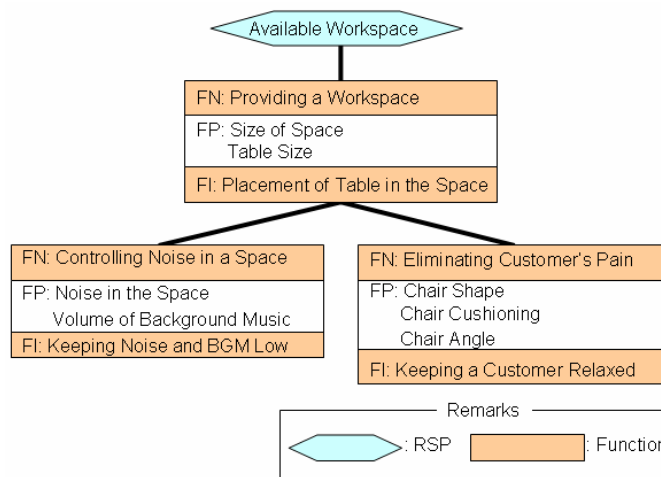 Available Workspace
FN: Providing a Workspace
FP: Size of Space
Table Size
FI: Placement of Table in the Space
FN: Controlling Noise in a Space
FP: Noise in the Space
Volume of Background Music
FI: Keeping Noise and BGM Low
FN: Eliminating Customer's Pain
FP: Chair Shape
Chair Cushioning
Chair Angle
FI: Keeping a Customer Relaxed
Remarks
: RSP
: Function